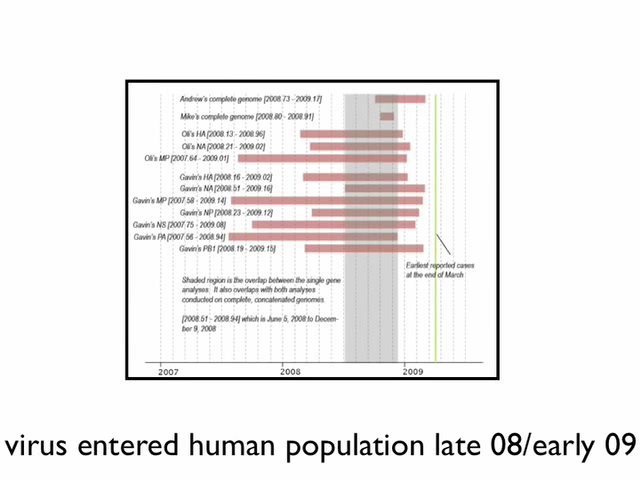 Andrew's complete genome [2008.73 - 2009.17]
Mike's complete genome [2008.80 - 2008.91]
Oli's HA [2008.13 - 2008.96]
Oli's NA [2008.21 - 2009.02]
Oli's MP [2007.64 - 2009.01]
Gavin's HA [2008.16 - 2009.02]
Gavin's NA [2008.51 - 2009.16]
Gavin's MP [2007.58 - 2009.14]
Gavin's NP [2008.23 - 2009.12]
Gavin's NS [2007.75 - 2009.08]
Gavin's PA [2007.56 - 2008.94]
Gavin's PB1 [2008.19 - 2009.15]
Earliest reported cases
at the end of March
Shaded region is the overlap between the single gene
analyses. It also overlaps with both analyses
conducted on complete, concatenated genomes.
[2008.51 - 2008.94] which is June 5, 2008 to Decem-
ber 9, 2008
2007 2008 2009
virus entered human population late 08/early 09